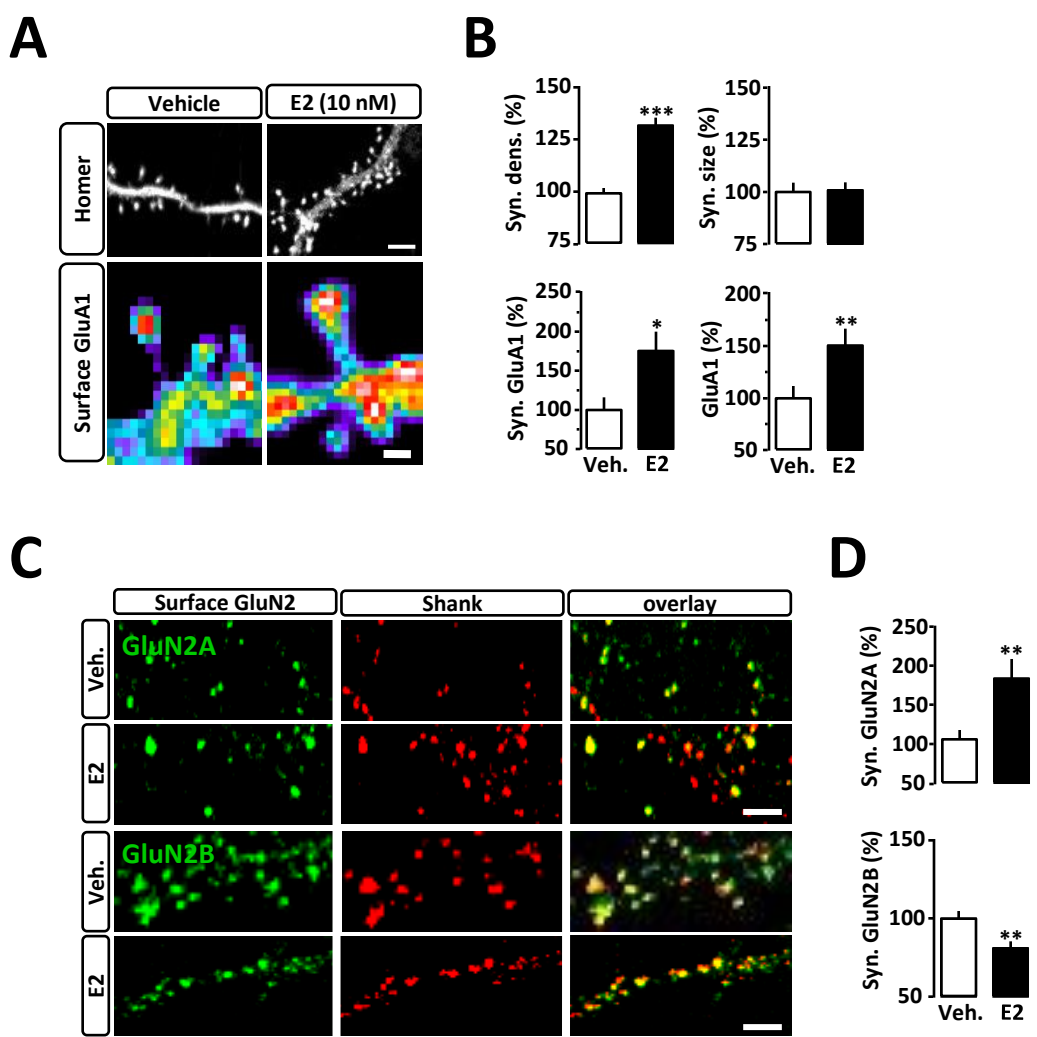 A
B
Vehicle
E2 (10 nM)
Homer
Surface GluA1
Syn. dens. (%)
150
125
100
75
***
Syn. size (%)
150
125
100
75
Syn. GluA1 (%)
250
200
150
100
50
*
Veh.
E2
GluA1 (%)
200
150
100
50
**
Veh.
E2
C
D
Surface GluN2
Shank
overlay
Veh.
GluN2A
E2
Veh.
GluN2B
E2
Syn. GluN2A (%)
250
200
150
100
50
**
Syn. GluN2B (%)
150
100
50
**
Veh.
E2